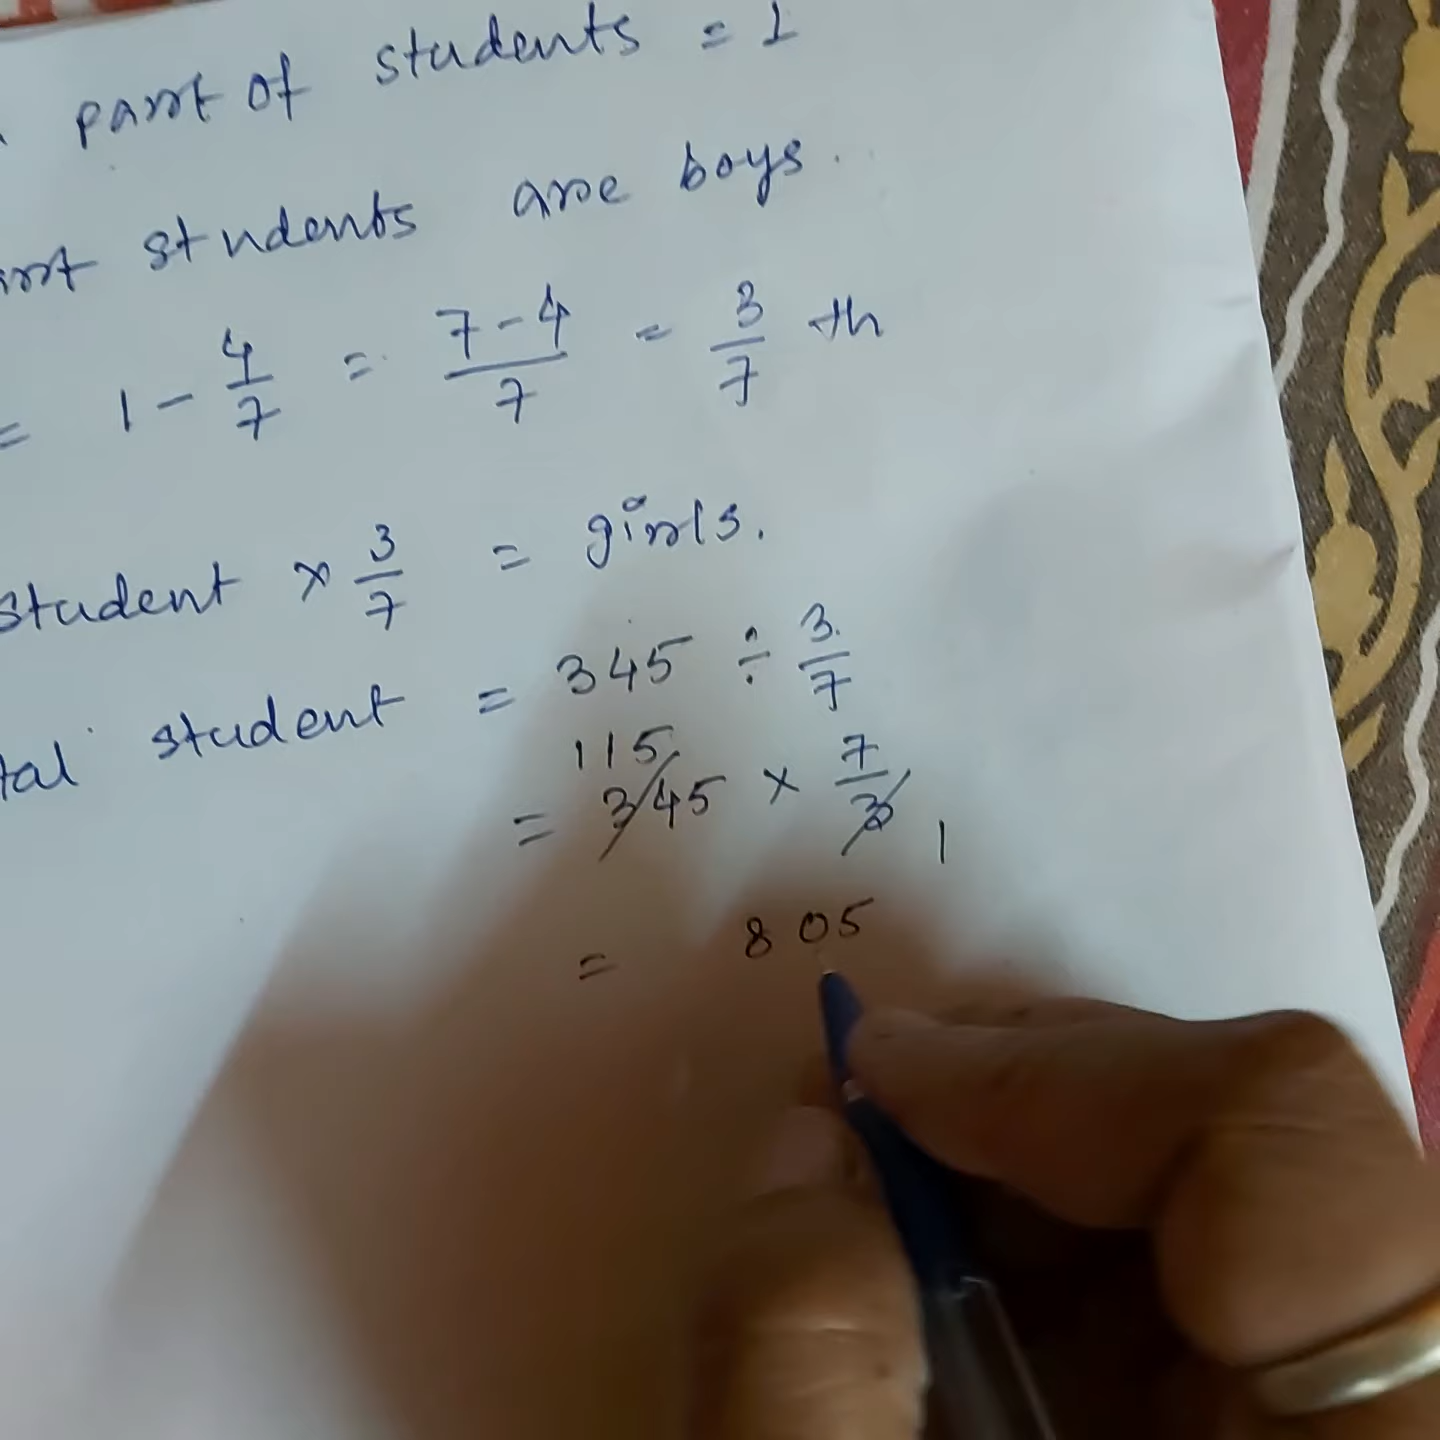 part of students = 1
students are boys.
= 1 - 4/7 = 7-4/7 = 3/7 th
student × 3/7 = girls.
student = 345 ÷ 3/7
115
= 345 × 7/3 1
= 805